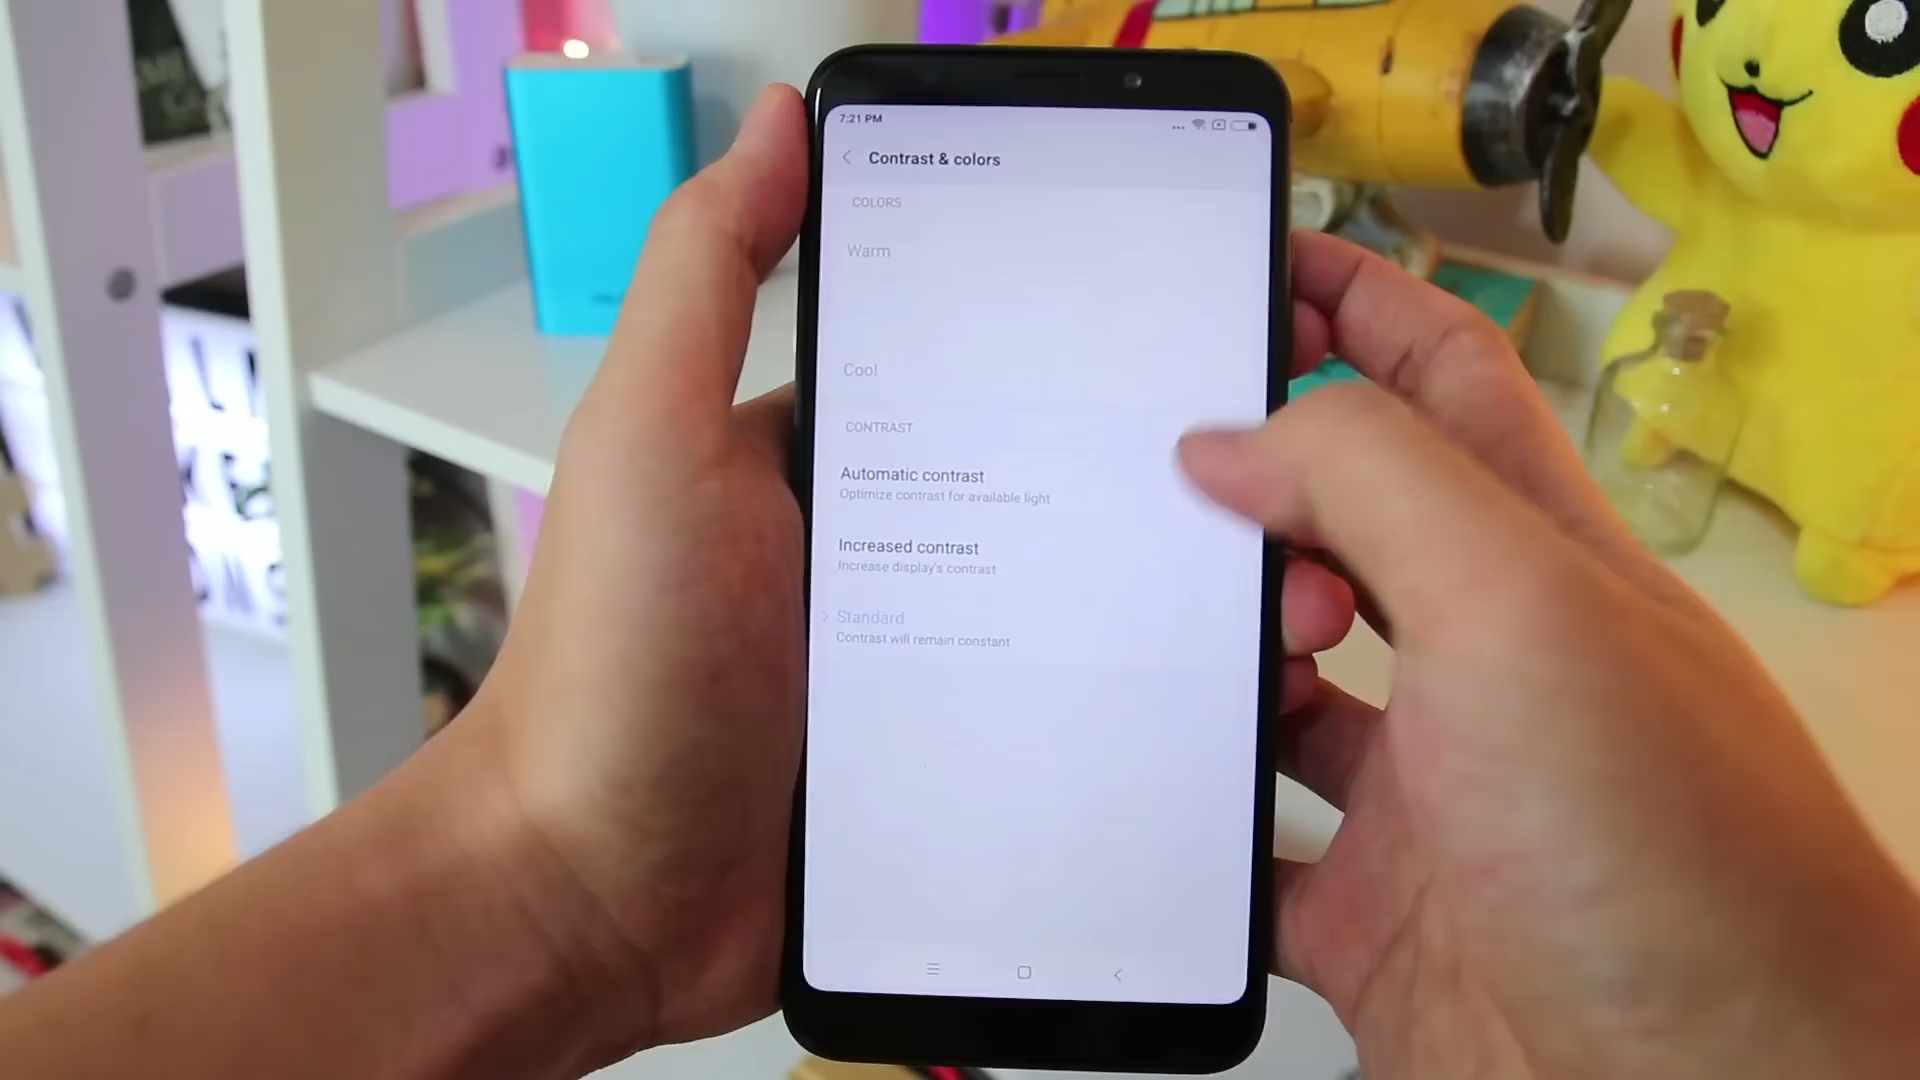 7:21 PM
Contrast & colors
COLORS
Warm
Cool
CONTRAST
Automatic contrast
Optimize contrast for available light
Increased contrast
Increase display's contrast
Standard
Contrast will remain constant